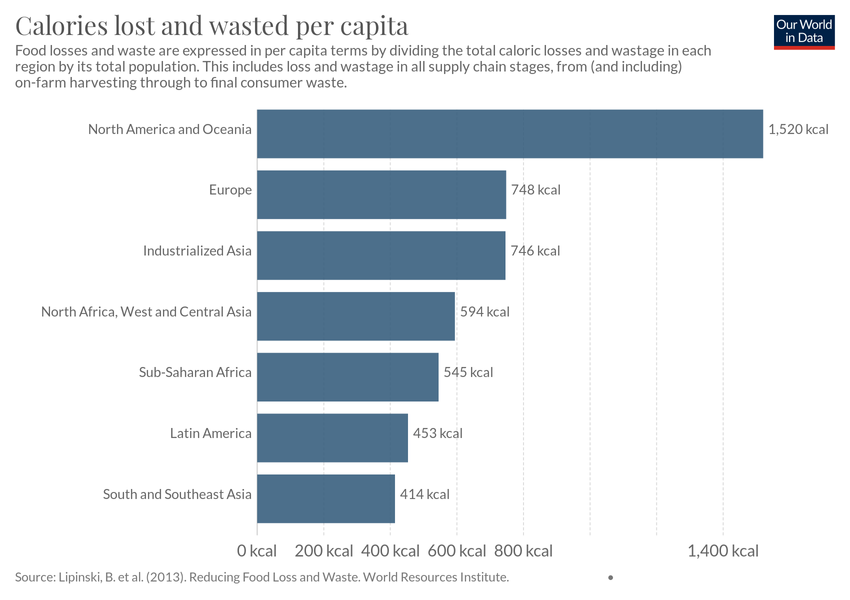 Calories lost and wasted per capita
Our World
in Data
Food losses and waste are expressed in per capita terms by dividing the total caloric losses and wastage in each
region by its total population. This includes loss and wastage in all supply chain stages, from (and including)
on-farm harvesting through to final consumer waste.
North America and Oceania 1,520 kcal
Europe 748 kcal
Industrialized Asia 746 kcal
North Africa, West and Central Asia 594 kcal
Sub-Saharan Africa 545 kcal
Latin America 453 kcal
South and Southeast Asia 414 kcal
0 kcal 200 kcal 400 kcal 600 kcal 800 kcal 1,400 kcal
Source: Lipinski, B. et al. (2013). Reducing Food Loss and Waste. World Resources Institute. •